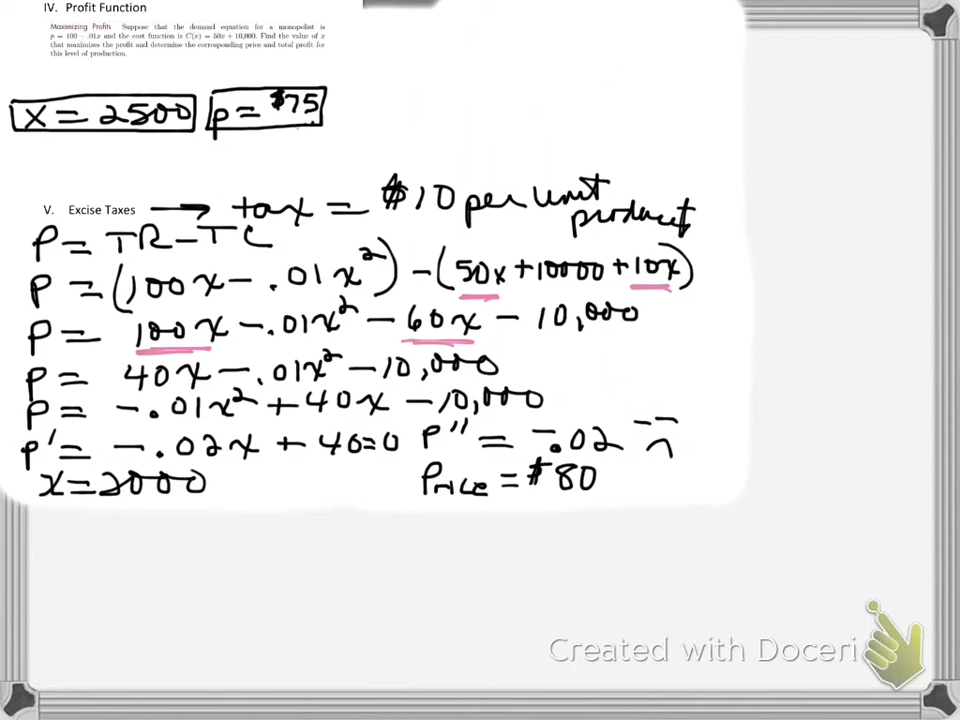 IV. Profit Function
Maximizing Profits Suppose that the demand equation for a monopolist is
p = 100 − .01x and the cost function is C(x) = 50x + 10,000. Find the value of x
that maximizes the profit and determine the corresponding price and total profit for
this level of production.
x = 2500 p = $75
V. Excise Taxes → tax = $10 per unit
product
P = TR - TC
P = (100x - .01x²) - (50x + 10000 + 10x)
P = 100x - .01x² - 60x - 10,000
P = 40x - .01x² - 10,000
P = -.01x² + 40x - 10,000
P' = -.02x + 40=0 P'' = -.02
x = 2000 Price = $80
Created with Doceri